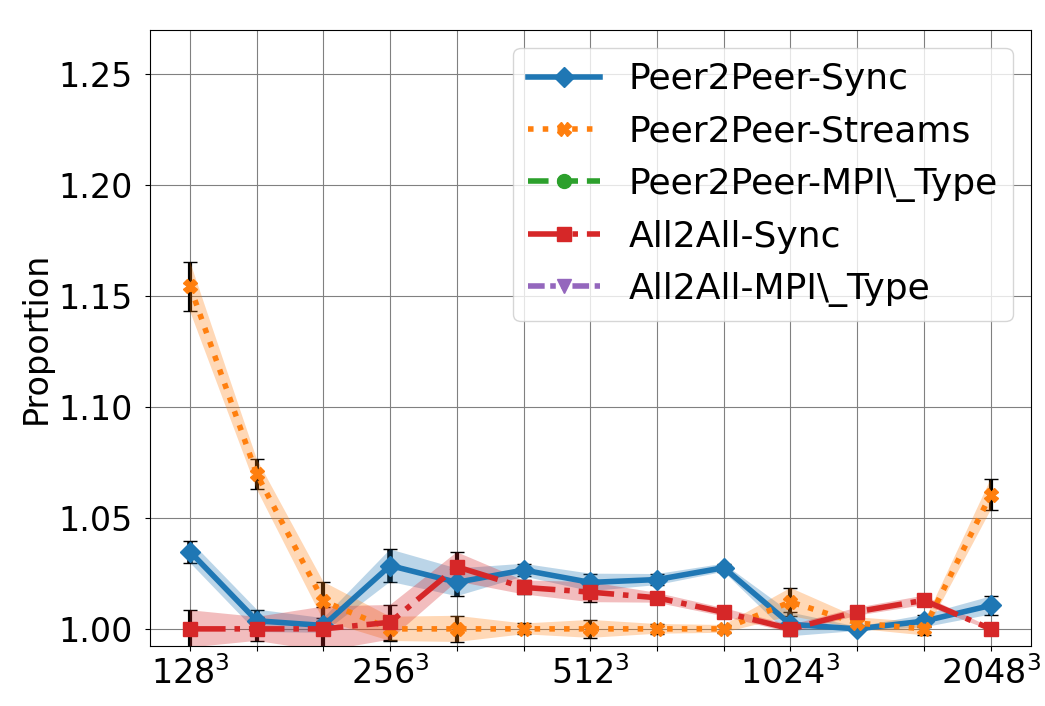 Proportion
1.25
1.20
1.15
1.10
1.05
1.00
Peer2Peer-Sync
Peer2Peer-Streams
Peer2Peer-MPI\_Type
All2All-Sync
All2All-MPI\_Type
128³ 256³ 512³ 1024³ 2048³